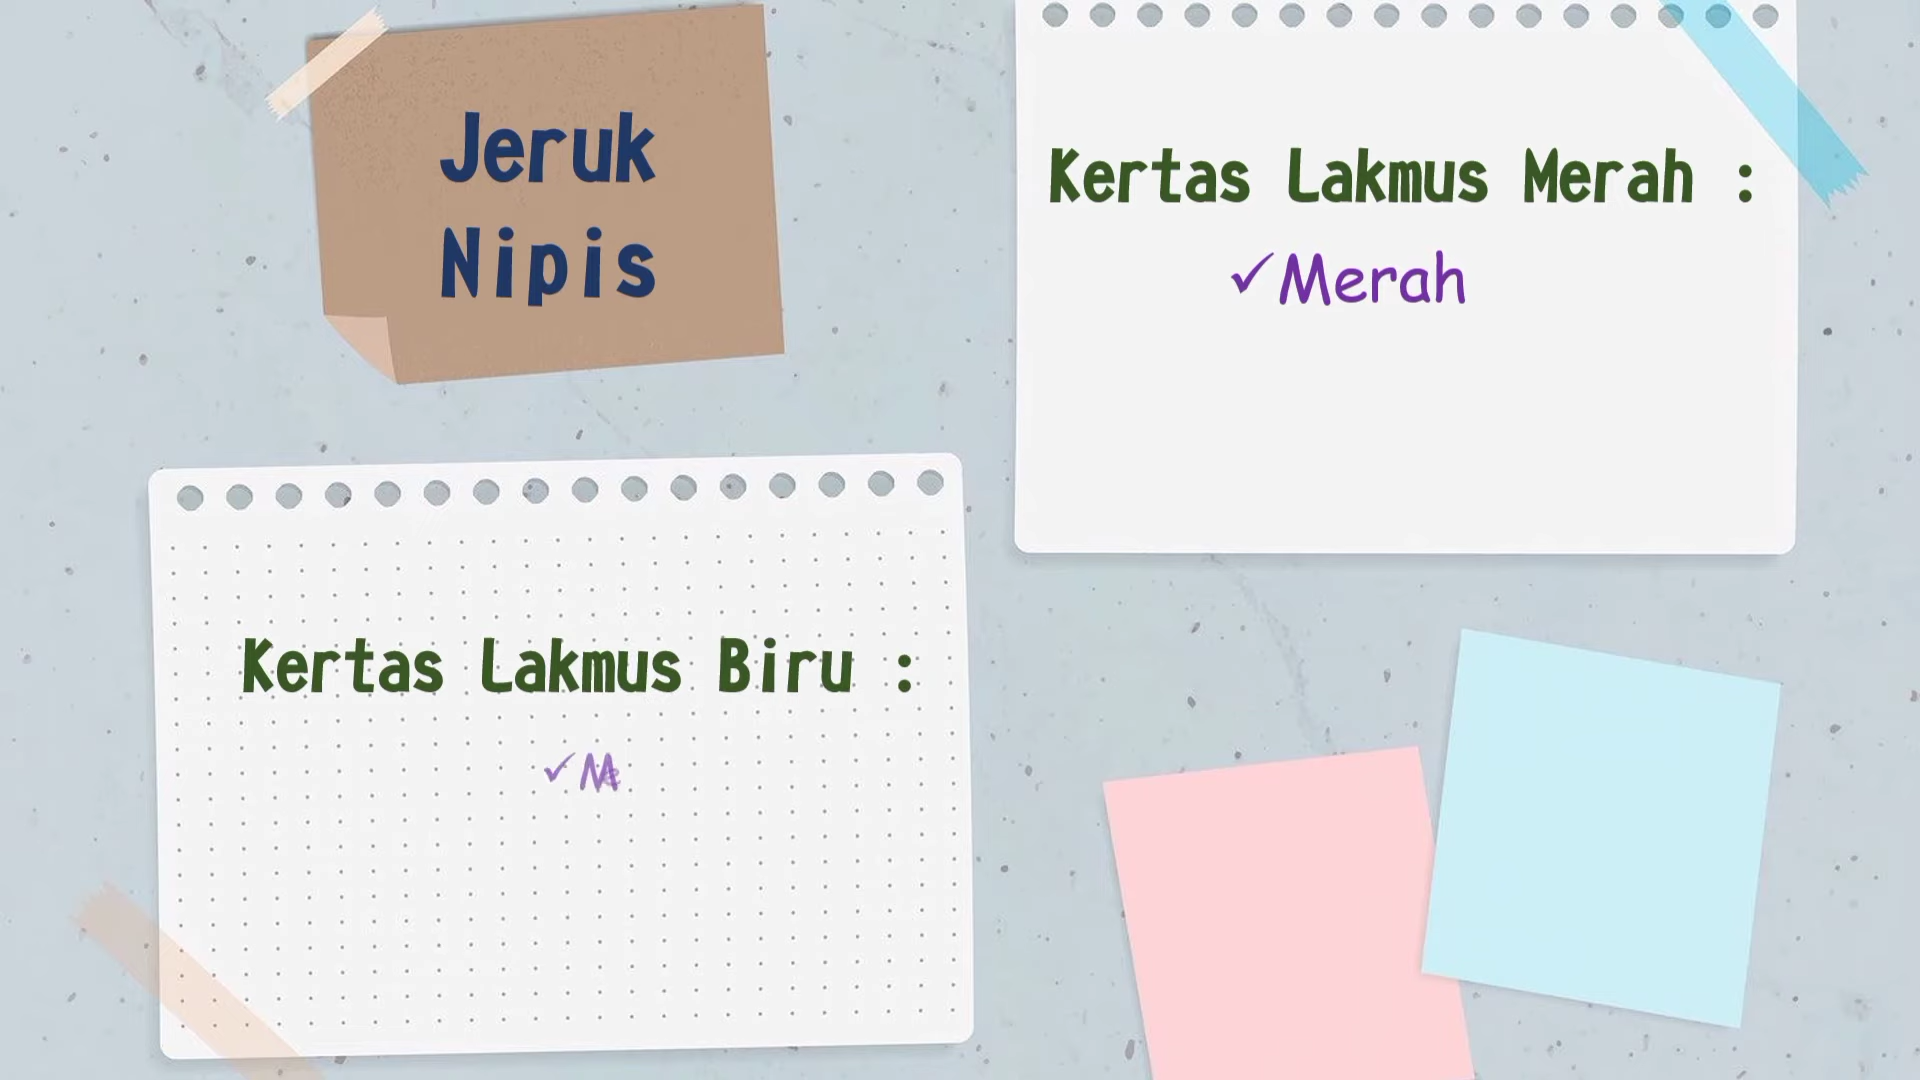 Jeruk
Nipis
Kertas Lakmus Merah :
✓Merah
Kertas Lakmus Biru :